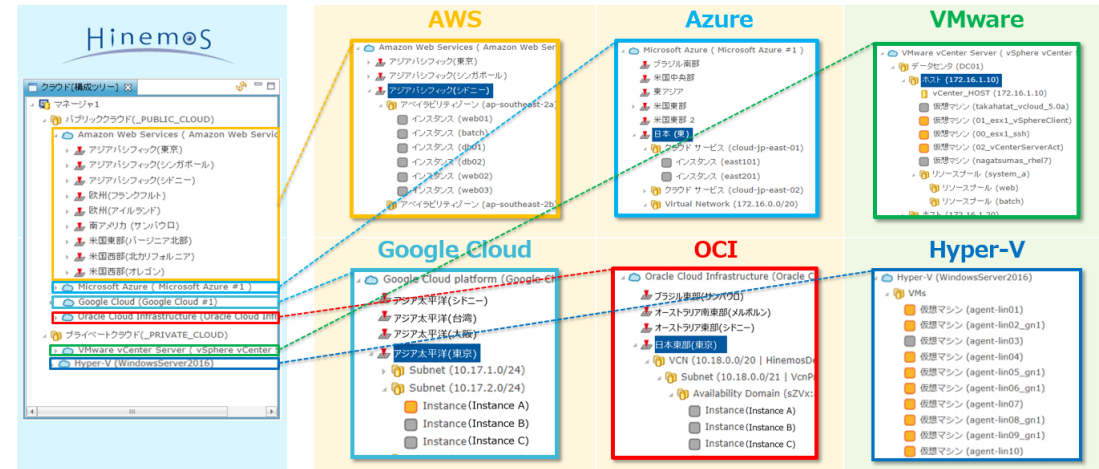 Hinemos
クラウド[構成ツリー]
マネージャ1
パブリッククラウド(_PUBLIC_CLOUD)
Amazon Web Services ( Amazon Web Servic
アジアパシフィック(東京)
アジアパシフィック(シンガポール)
アジアパシフィック(シドニー)
欧州(フランクフルト)
欧州(アイルランド)
南アメリカ (サンパウロ)
米国東部(バージニア北部)
米国西部(北カリフォルニア)
米国西部(オレゴン)
Microsoft Azure ( Microsoft Azure #1 )
Google Cloud (Google Cloud #1)
Oracle Cloud Infrastructure (Oracle Cloud Infr
プライベートクラウド(_PRIVATE_CLOUD)
VMware vCenter Server ( vSphere vCenter S
Hyper-V (WindowsServer2016)
AWS
Amazon Web Services ( Amazon Web Ser
アジアパシフィック(東京)
アジアパシフィック(シンガポール)
アジアパシフィック(シドニー)
アベイラビリティゾーン (ap-southeast-2a)
インスタンス (web01)
インスタンス (batch)
インスタンス (db01)
インスタンス (db02)
インスタンス (web02)
インスタンス (web03)
アベイラビリティゾーン (ap-southeast-2b)
Azure
Microsoft Azure ( Microsoft Azure #1 )
ブラジル南部
米国中央部
東アジア
米国東部
米国東部 2
日本 (東)
クラウド サービス (cloud-jp-east-01)
インスタンス (east101)
インスタンス (east201)
クラウド サービス (cloud-jp-east-02)
Virtual Network (172.16.0.0/20)
VMware
VMware vCenter Server ( vSphere vCenter S
データセンタ (DC01)
ホスト (172.16.1.10)
vCenter_HOST (172.16.1.10)
仮想マシン (takahatat_vcloud_5.0a)
仮想マシン (01_esx1_vSphereClient)
仮想マシン (00_esx1_ssh)
仮想マシン (02_vCenterServerAct)
仮想マシン (nagatsumas_rhel7)
リソースプール (system_a)
リソースプール (web)
リソースプール (batch)
ホスト (172.16.1.20)
Google Cloud
Google Cloud platform (Google Cl
アジア太平洋(シドニー)
アジア太平洋(台湾)
アジア太平洋(大阪)
アジア太平洋(東京)
Subnet (10.17.1.0/24)
Subnet (10.17.2.0/24)
Instance(Instance A)
Instance(Instance B)
Instance(Instance C)
OCI
Oracle Cloud Infrastructure (Oracle C
ブラジル東部(サンパウロ)
オーストラリア南東部(メルボルン)
オーストラリア東部(シドニー)
日本東部(東京)
VCN (10.18.0.0/20 | HinemosDe
Subnet (10.18.0.0/21 | VcnP
Availability Domain (sZVx:
Instance(Instance A)
Instance(Instance B)
Instance(Instance C)
Hyper-V
Hyper-V (WindowsServer2016)
VMs
仮想マシン (agent-lin01)
仮想マシン (agent-lin02_gn1)
仮想マシン (agent-lin03)
仮想マシン (agent-lin04)
仮想マシン (agent-lin05_gn1)
仮想マシン (agent-lin06_gn1)
仮想マシン (agent-lin07)
仮想マシン (agent-lin08_gn1)
仮想マシン (agent-lin09_gn1)
仮想マシン (agent-lin10)